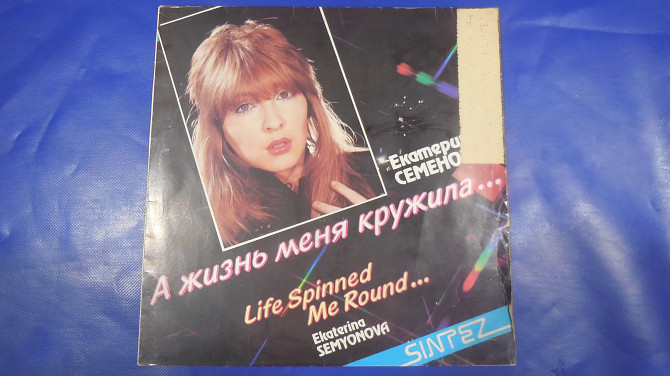 Екатери
СЕМЕНО
А жизнь меня кружила...
Life Spinned
Me Round...
Ekaterina
SEMYONOVA
SINTEZ